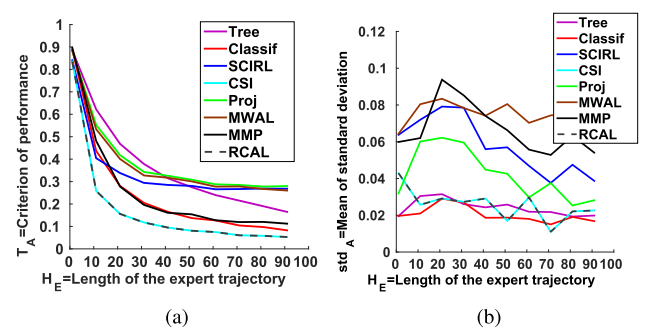 1
0.9
0.8
0.7
0.6
0.5
0.4
0.3
0.2
0.1
0
T_A=Criterion of performance
Tree
Classif
SCIRL
CSI
Proj
MWAL
MMP
RCAL
0 10 20 30 40 50 60 70 80 90 100
H_E=Length of the expert trajectory
(a)
0.12
0.1
0.08
0.06
0.04
0.02
0
std_A=Mean of standard deviation
Tree
Classif
SCIRL
CSI
Proj
MWAL
MMP
RCAL
0 10 20 30 40 50 60 70 80 90 100
H_E=Length of the expert trajectory
(b)